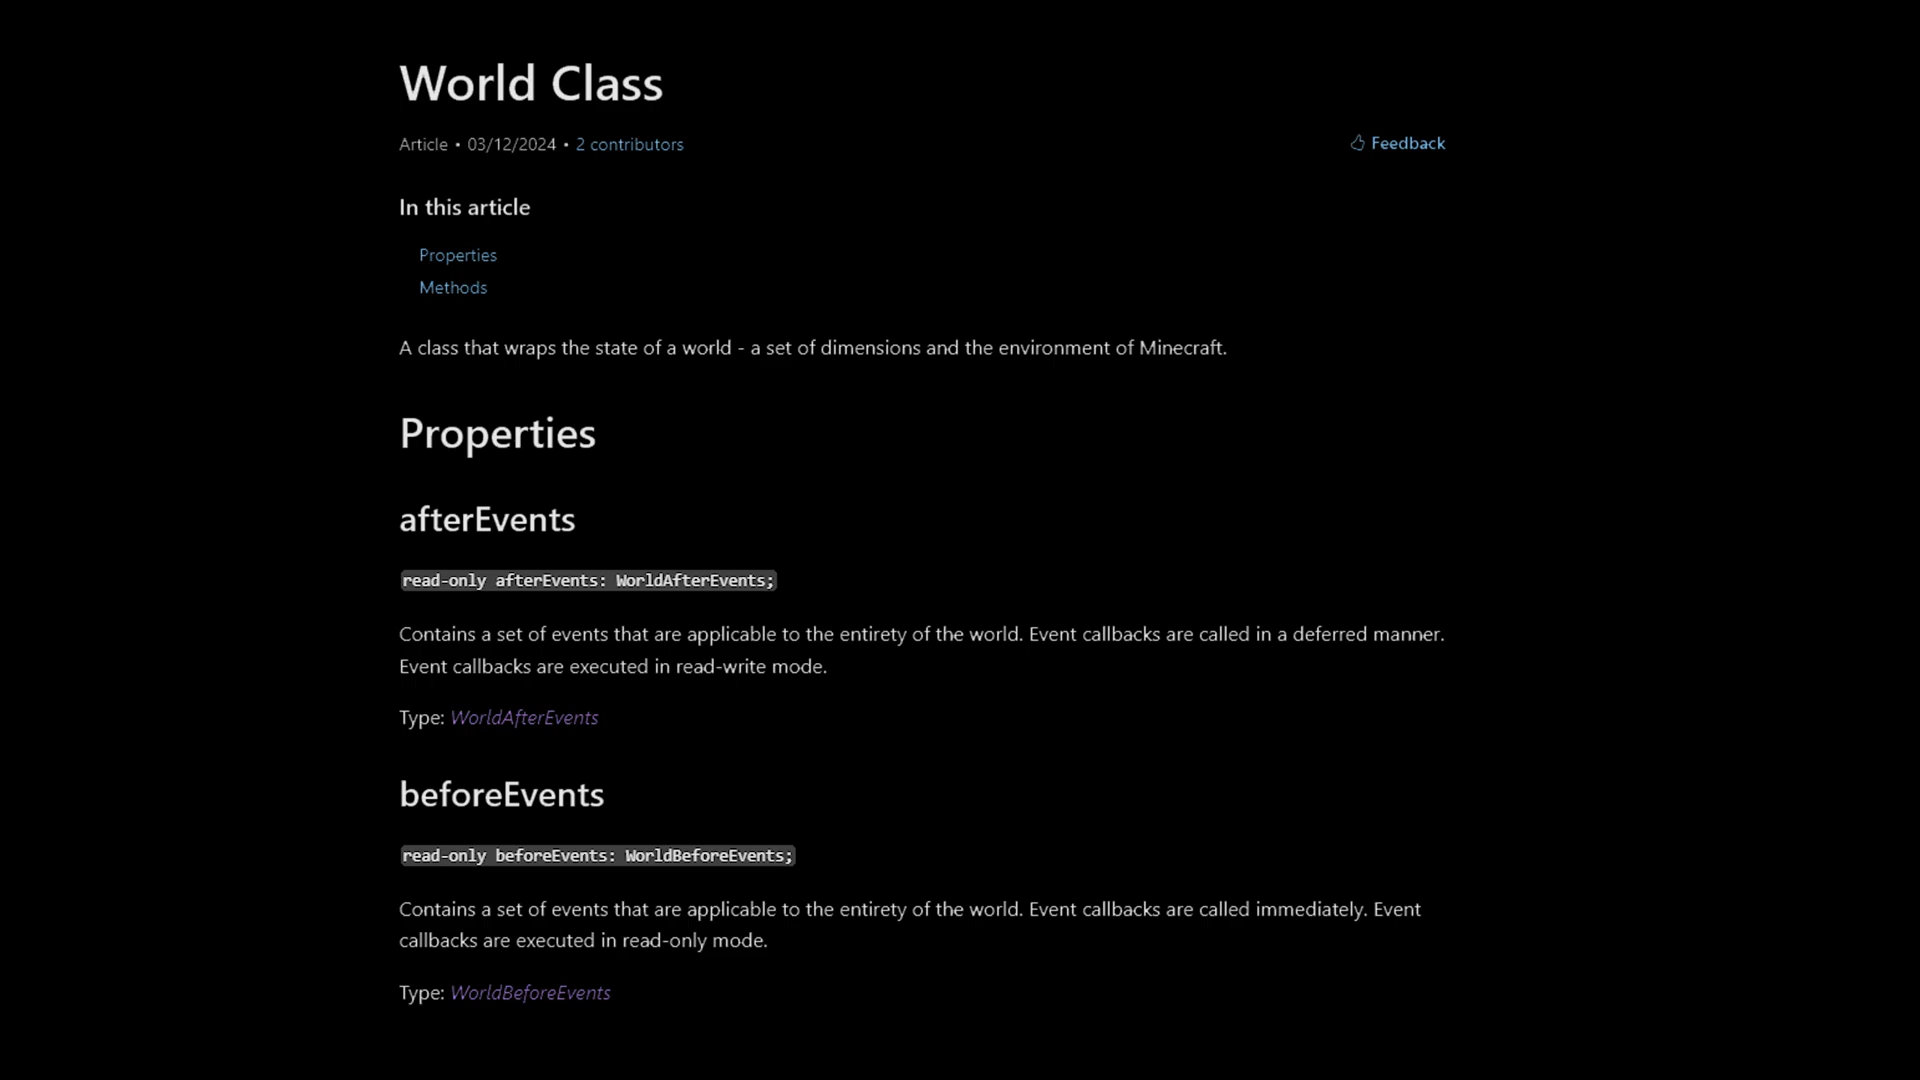 World Class
Article • 03/12/2024 • 2 contributors
Feedback
In this article
Properties
Methods
A class that wraps the state of a world - a set of dimensions and the environment of Minecraft.
Properties
afterEvents
read-only afterEvents: WorldAfterEvents;
Contains a set of events that are applicable to the entirety of the world. Event callbacks are called in a deferred manner.
Event callbacks are executed in read-write mode.
Type: WorldAfterEvents
beforeEvents
read-only beforeEvents: WorldBeforeEvents;
Contains a set of events that are applicable to the entirety of the world. Event callbacks are called immediately. Event
callbacks are executed in read-only mode.
Type: WorldBeforeEvents